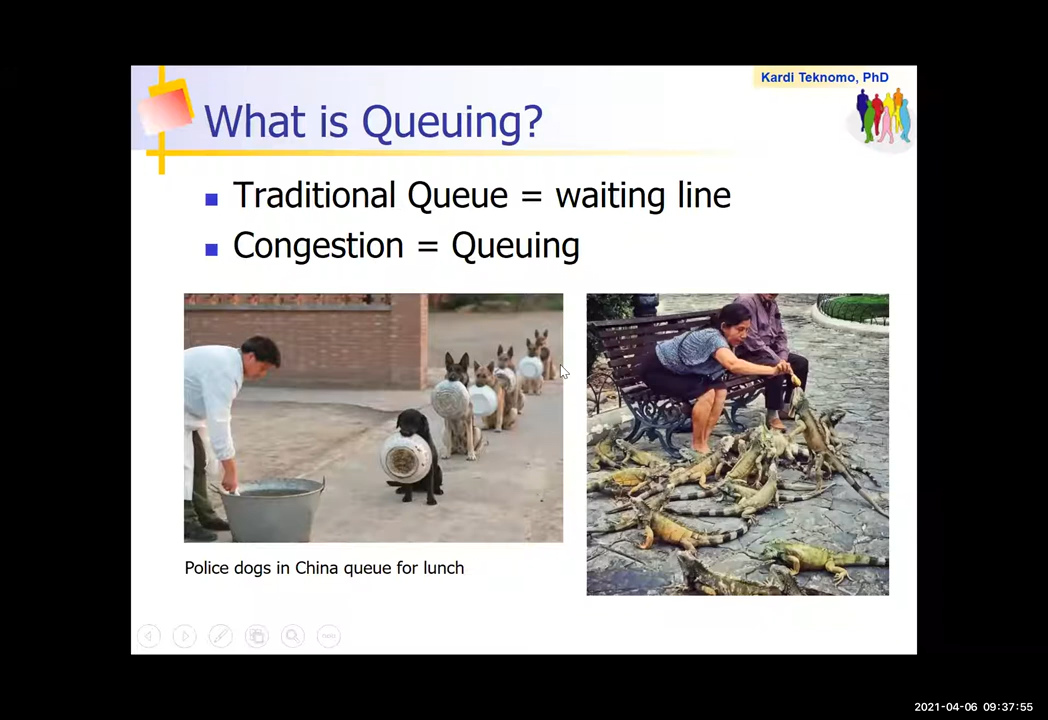 Kardi Teknomo, PhD
What is Queuing?
Traditional Queue = waiting line
Congestion = Queuing
Police dogs in China queue for lunch
2021-04-06 09:37:55